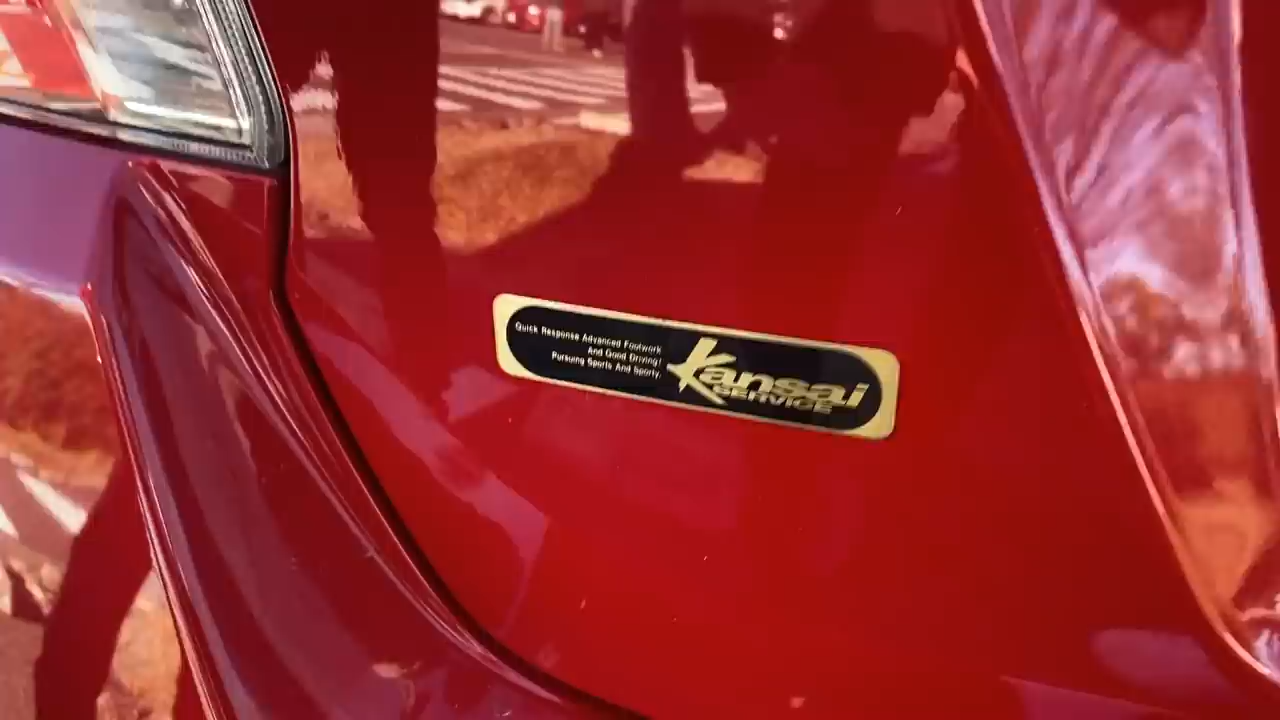 Quick Response Advanced Footwork
And Good Driving!
Pursuing Sports And Sporty.
Kansai
SERVICE